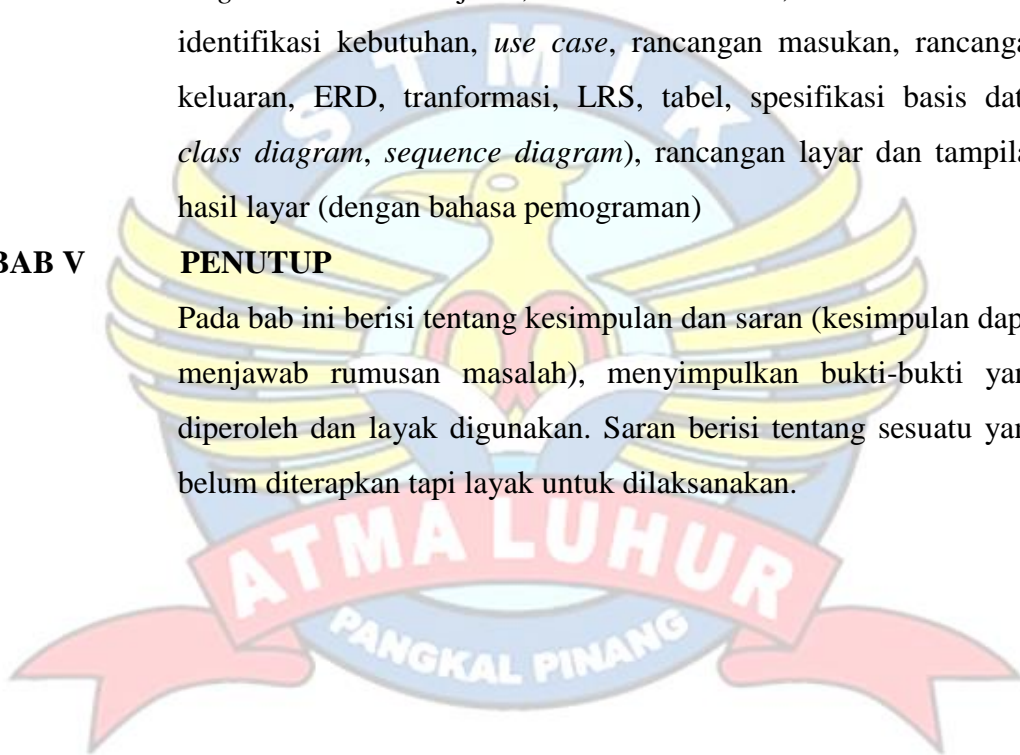 identifikasi kebutuhan, use case, rancangan masukan, rancanga
keluaran, ERD, tranformasi, LRS, tabel, spesifikasi basis dat
class diagram, sequence diagram), rancangan layar dan tampila
hasil layar (dengan bahasa pemograman)
BAB V PENUTUP
Pada bab ini berisi tentang kesimpulan dan saran (kesimpulan dap
menjawab rumusan masalah), menyimpulkan bukti-bukti yan
diperoleh dan layak digunakan. Saran berisi tentang sesuatu yan
belum diterapkan tapi layak untuk dilaksanakan.
STMIK
ATMA LUHUR
PANGKAL PINANG